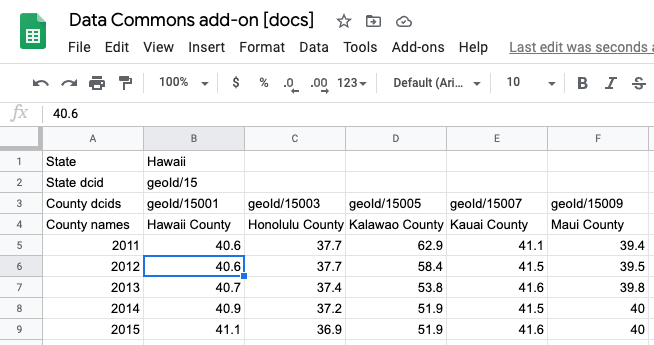 Data Commons add-on [docs]
File Edit View Insert Format Data Tools Add-ons Help Last edit was seconds
100% $ % .0 .00 123 Default (Ari... 10 B I S
fx 40.6
A B C D E F
1 State Hawaii
2 State dcid geoId/15
3 County dcids geoId/15001 geoId/15003 geoId/15005 geoId/15007 geoId/15009
4 County names Hawaii County Honolulu County Kalawao County Kauai County Maui County
5 2011 40.6 37.7 62.9 41.1 39.4
6 2012 40.6 37.7 58.4 41.5 39.5
7 2013 40.7 37.4 53.8 41.6 39.8
8 2014 40.9 37.2 51.9 41.5 40
9 2015 41.1 36.9 51.9 41.6 40